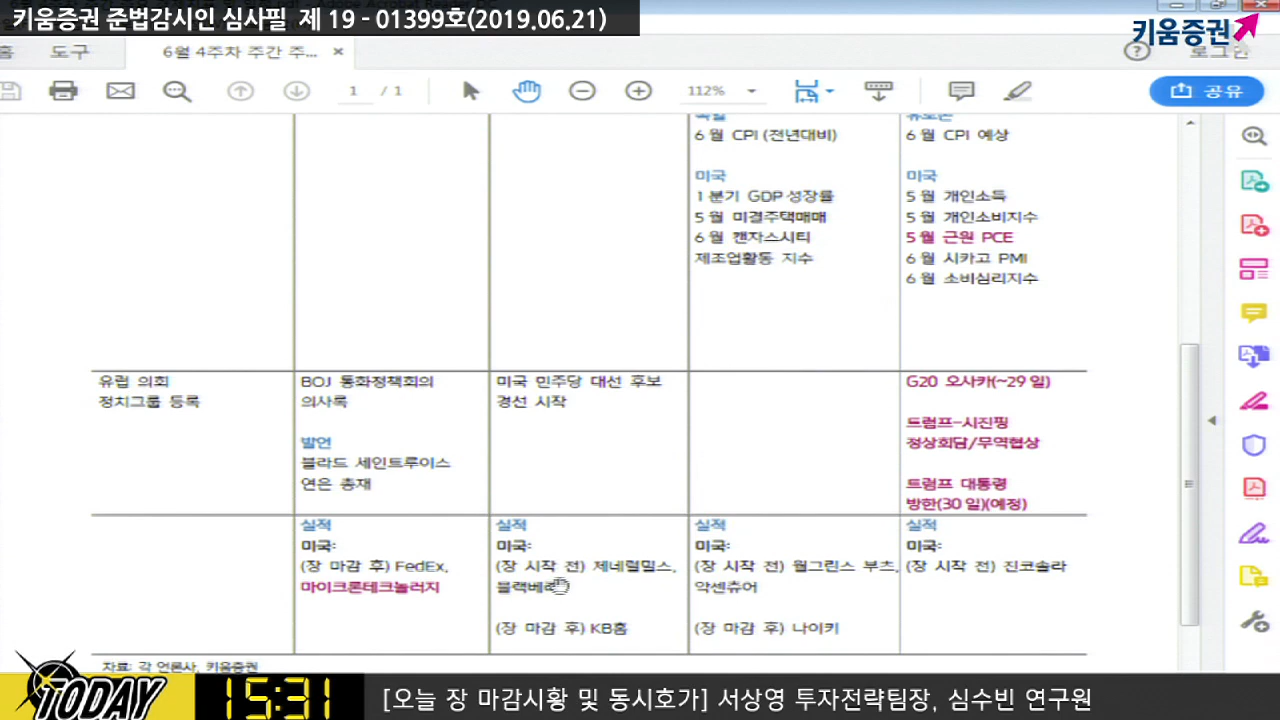 키움증권 준법감시인 심사필 제 19 - 01399호(2019.06.21)
키움증권
도구
6월 4주차 주간 주...
로그인
1 / 1
112%
공유
6월 CPI (전년대비)
미국
1분기 GDP 성장률
5월 미결주택매매
6월 캔자스시티
제조업활동 지수
6월 CPI 예상
미국
5월 개인소득
5월 개인소비지수
5월 근원 PCE
6월 시카고 PMI
6월 소비심리지수
유럽 의회
정치그룹 등록
BOJ 통화정책회의
의사록
발언
불라드 세인트루이스
연은 총재
미국 민주당 대선 후보
경선 시작
G20 오사카(~29일)
트럼프-시진핑
정상회담/무역협상
트럼프 대통령
방한(30일)(예정)
실적
미국:
(장 마감 후) FedEx,
마이크론테크놀러지
실적
미국:
(장 시작 전) 제네럴밀스,
블랙베리
(장 마감 후) KB홈
실적
미국:
(장 시작 전) 월그린스 부츠,
악센츄어
(장 마감 후) 나이키
실적
미국:
(장 시작 전) 진코솔라
자료: 각 언론사, 키움증권
TODAY
15:31
[오늘 장 마감시황 및 동시호가] 서상영 투자전략팀장, 심수빈 연구원